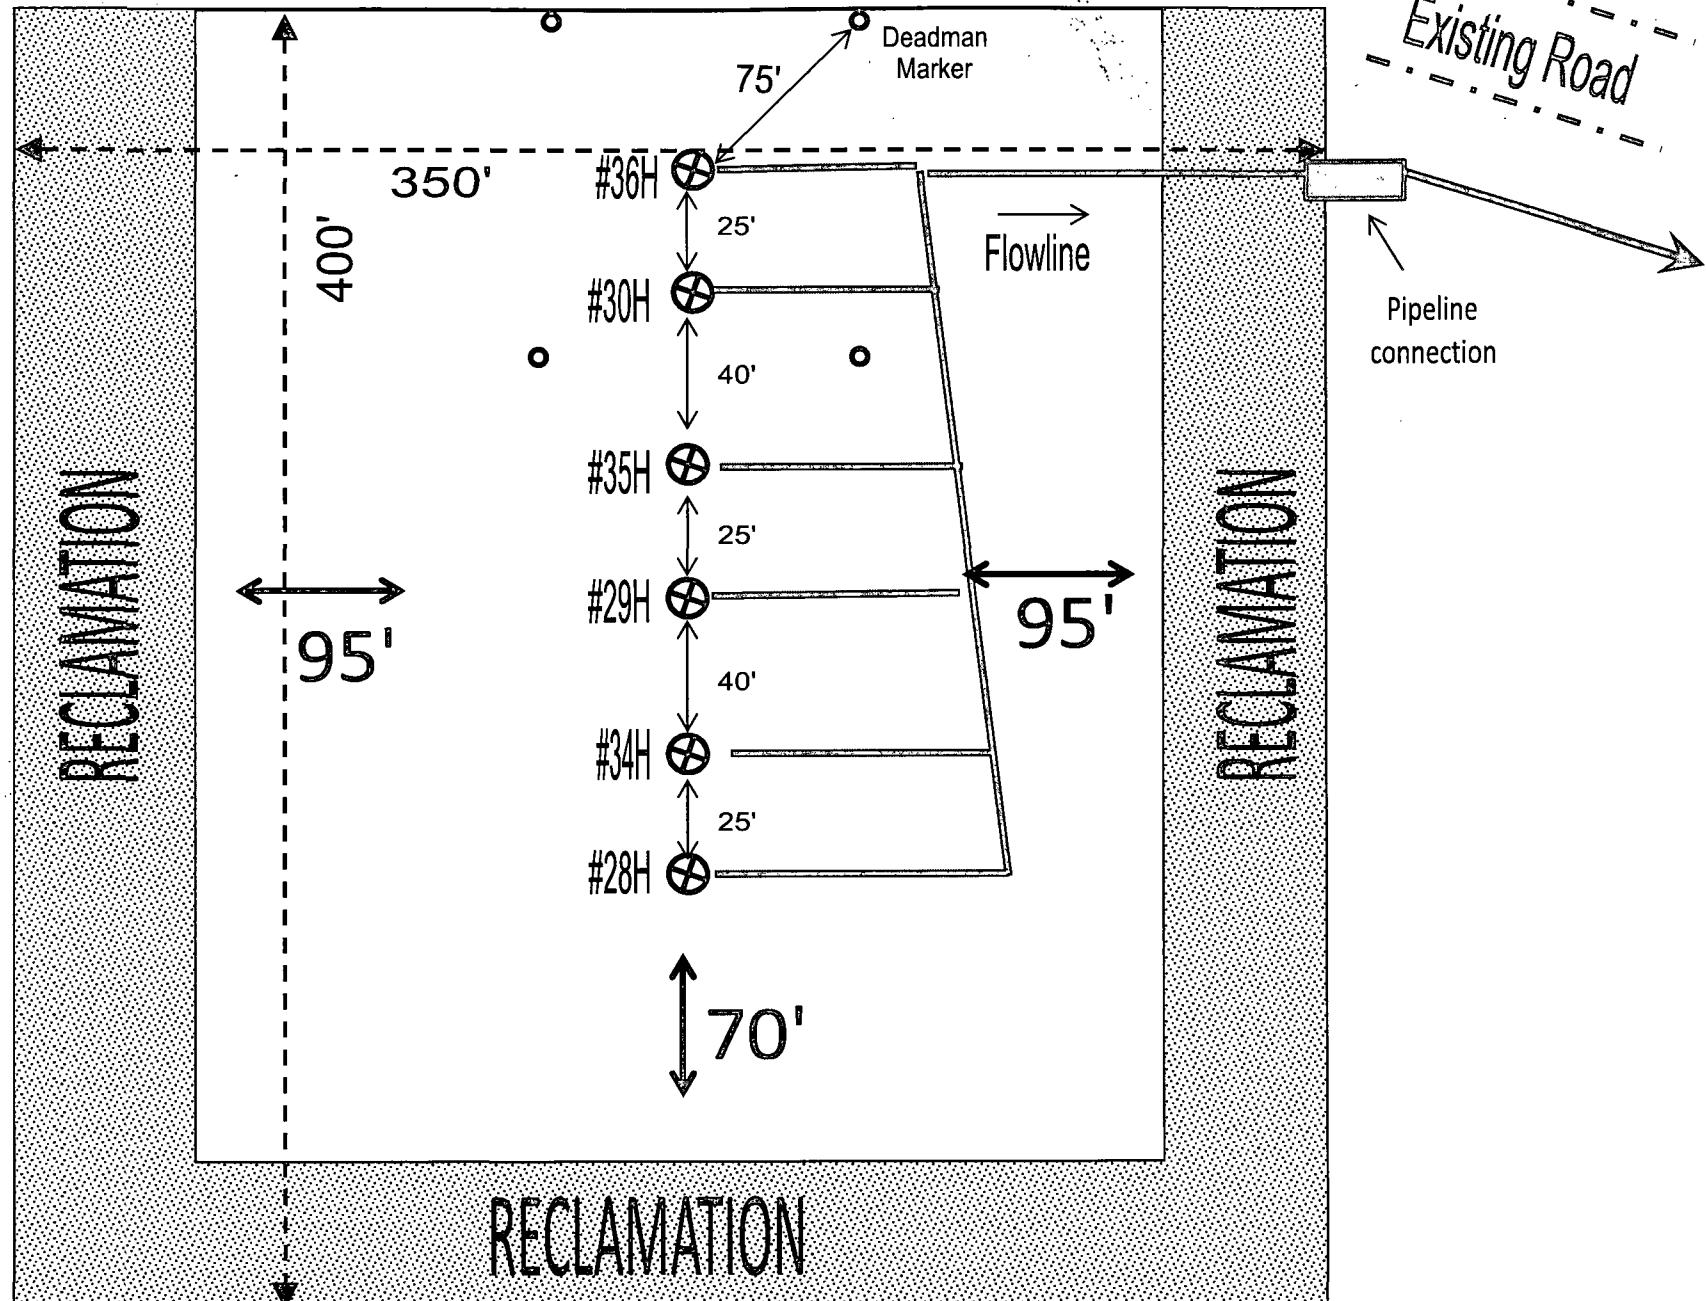 Existing Road
Deadman
Marker
75'
350'
400'
#36H
25'
Flowline
#30H
Pipeline
connection
40'
#35H
25'
RECLAMATION
RECLAMATION
#29H
95'
95'
40'
#34H
25'
#28H
70'
RECLAMATION